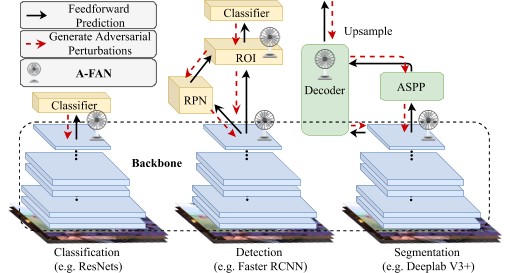 Feedforward
Prediction
Generate Adversarial
Perturbations
A-FAN
Classifier
Classifier
ROI
RPN
Upsample
Decoder
ASPP
Backbone
Classification
(e.g. ResNets)
Detection
(e.g. Faster RCNN)
Segmentation
(e.g. Deeplab V3+)